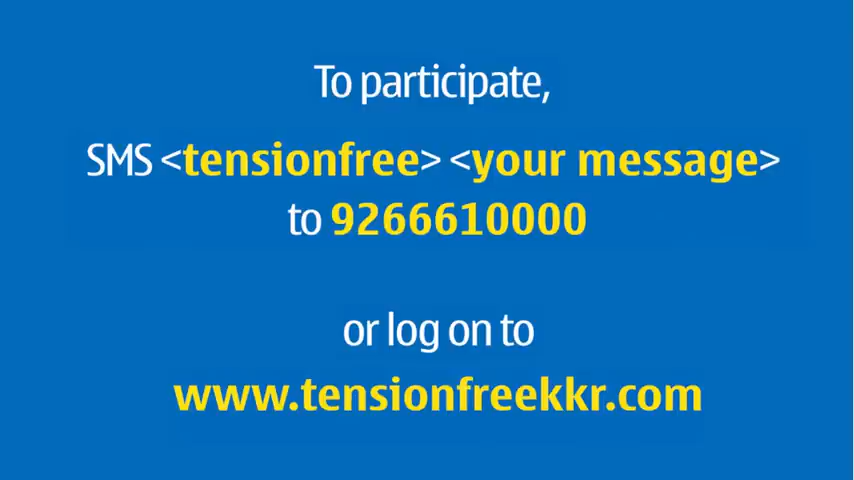 To participate,
SMS <tensionfree> <your message>
to 9266610000
or log on to
www.tensionfreekkr.com